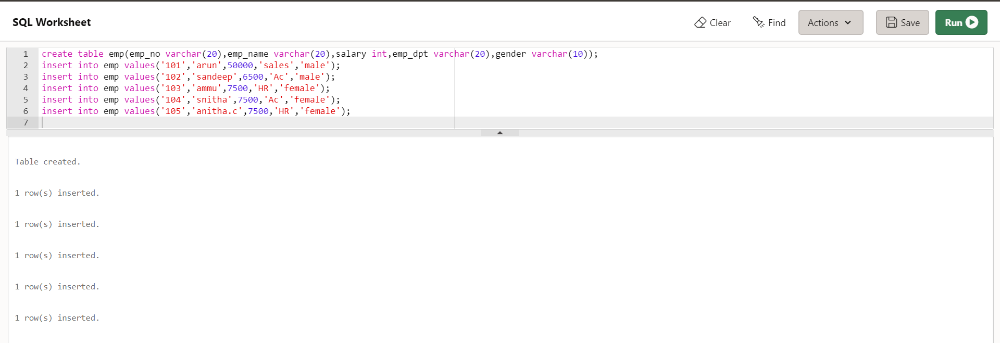 SQL Worksheet
Clear
Find
Actions
Save
Run
1 create table emp(emp_no varchar(20),emp_name varchar(20),salary int,emp_dpt varchar(20),gender varchar(10));
2 insert into emp values('101','arun',50000,'sales','male');
3 insert into emp values('102','sandeep',6500,'Ac','male');
4 insert into emp values('103','ammu',7500,'HR','female');
5 insert into emp values('104','snitha',7500,'Ac','female');
6 insert into emp values('105','anitha.c',7500,'HR','female');
7
Table created.
1 row(s) inserted.
1 row(s) inserted.
1 row(s) inserted.
1 row(s) inserted.
1 row(s) inserted.